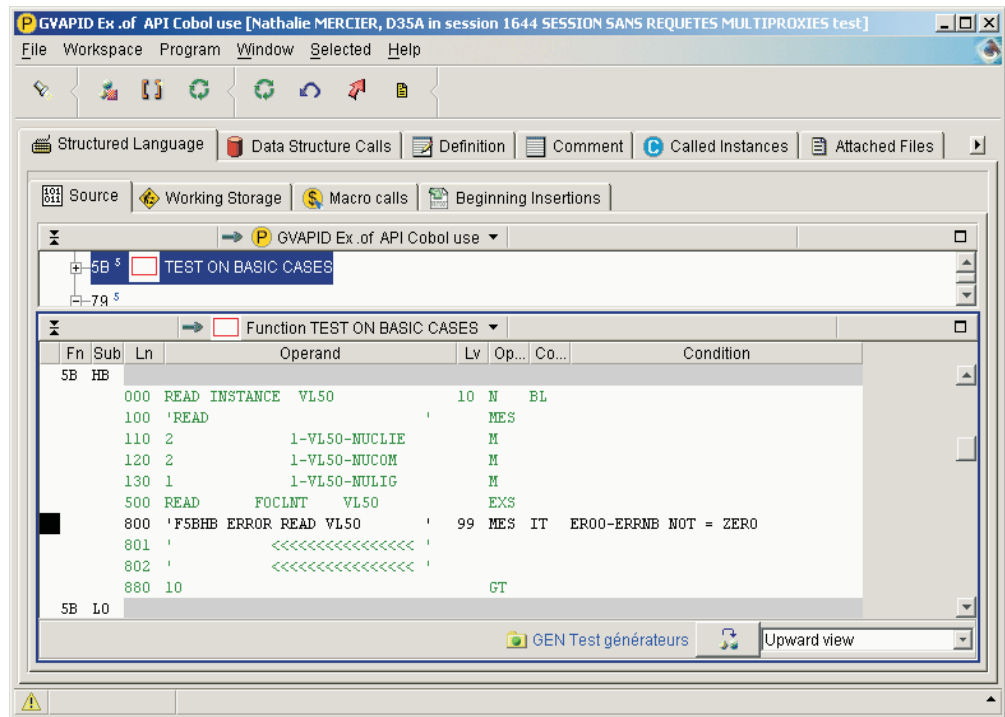 GVAPID Ex .of API Cobol use [Nathalie MERCIER, D35A in session 1644 SESSION SANS REQUETES MULTIPROXIES test]
File Workspace Program Window Selected Help
Structured Language Data Structure Calls Definition Comment Called Instances Attached Files
Source Working Storage Macro calls Beginning Insertions
P GVAPID Ex .of API Cobol use
5B 5 TEST ON BASIC CASES
79 5
Function TEST ON BASIC CASES
Fn Sub Ln Operand Lv Op... Co... Condition
5B HB
000 READ INSTANCE VL50 10 N BL
100 'READ ' MES
110 2 1-VL50-NUCLIE M
120 2 1-VL50-NUCOM M
130 1 1-VL50-NULIG M
500 READ FOCLNT VL50 EXS
800 'F5BHB ERROR READ VL50 ' 99 MES IT ER00-ERRNB NOT = ZERO
801 ' <<<<<<<<<<<<<<<< '
802 ' <<<<<<<<<<<<<<<< '
880 10 GT
5B L0
GEN Test générateurs Upward view